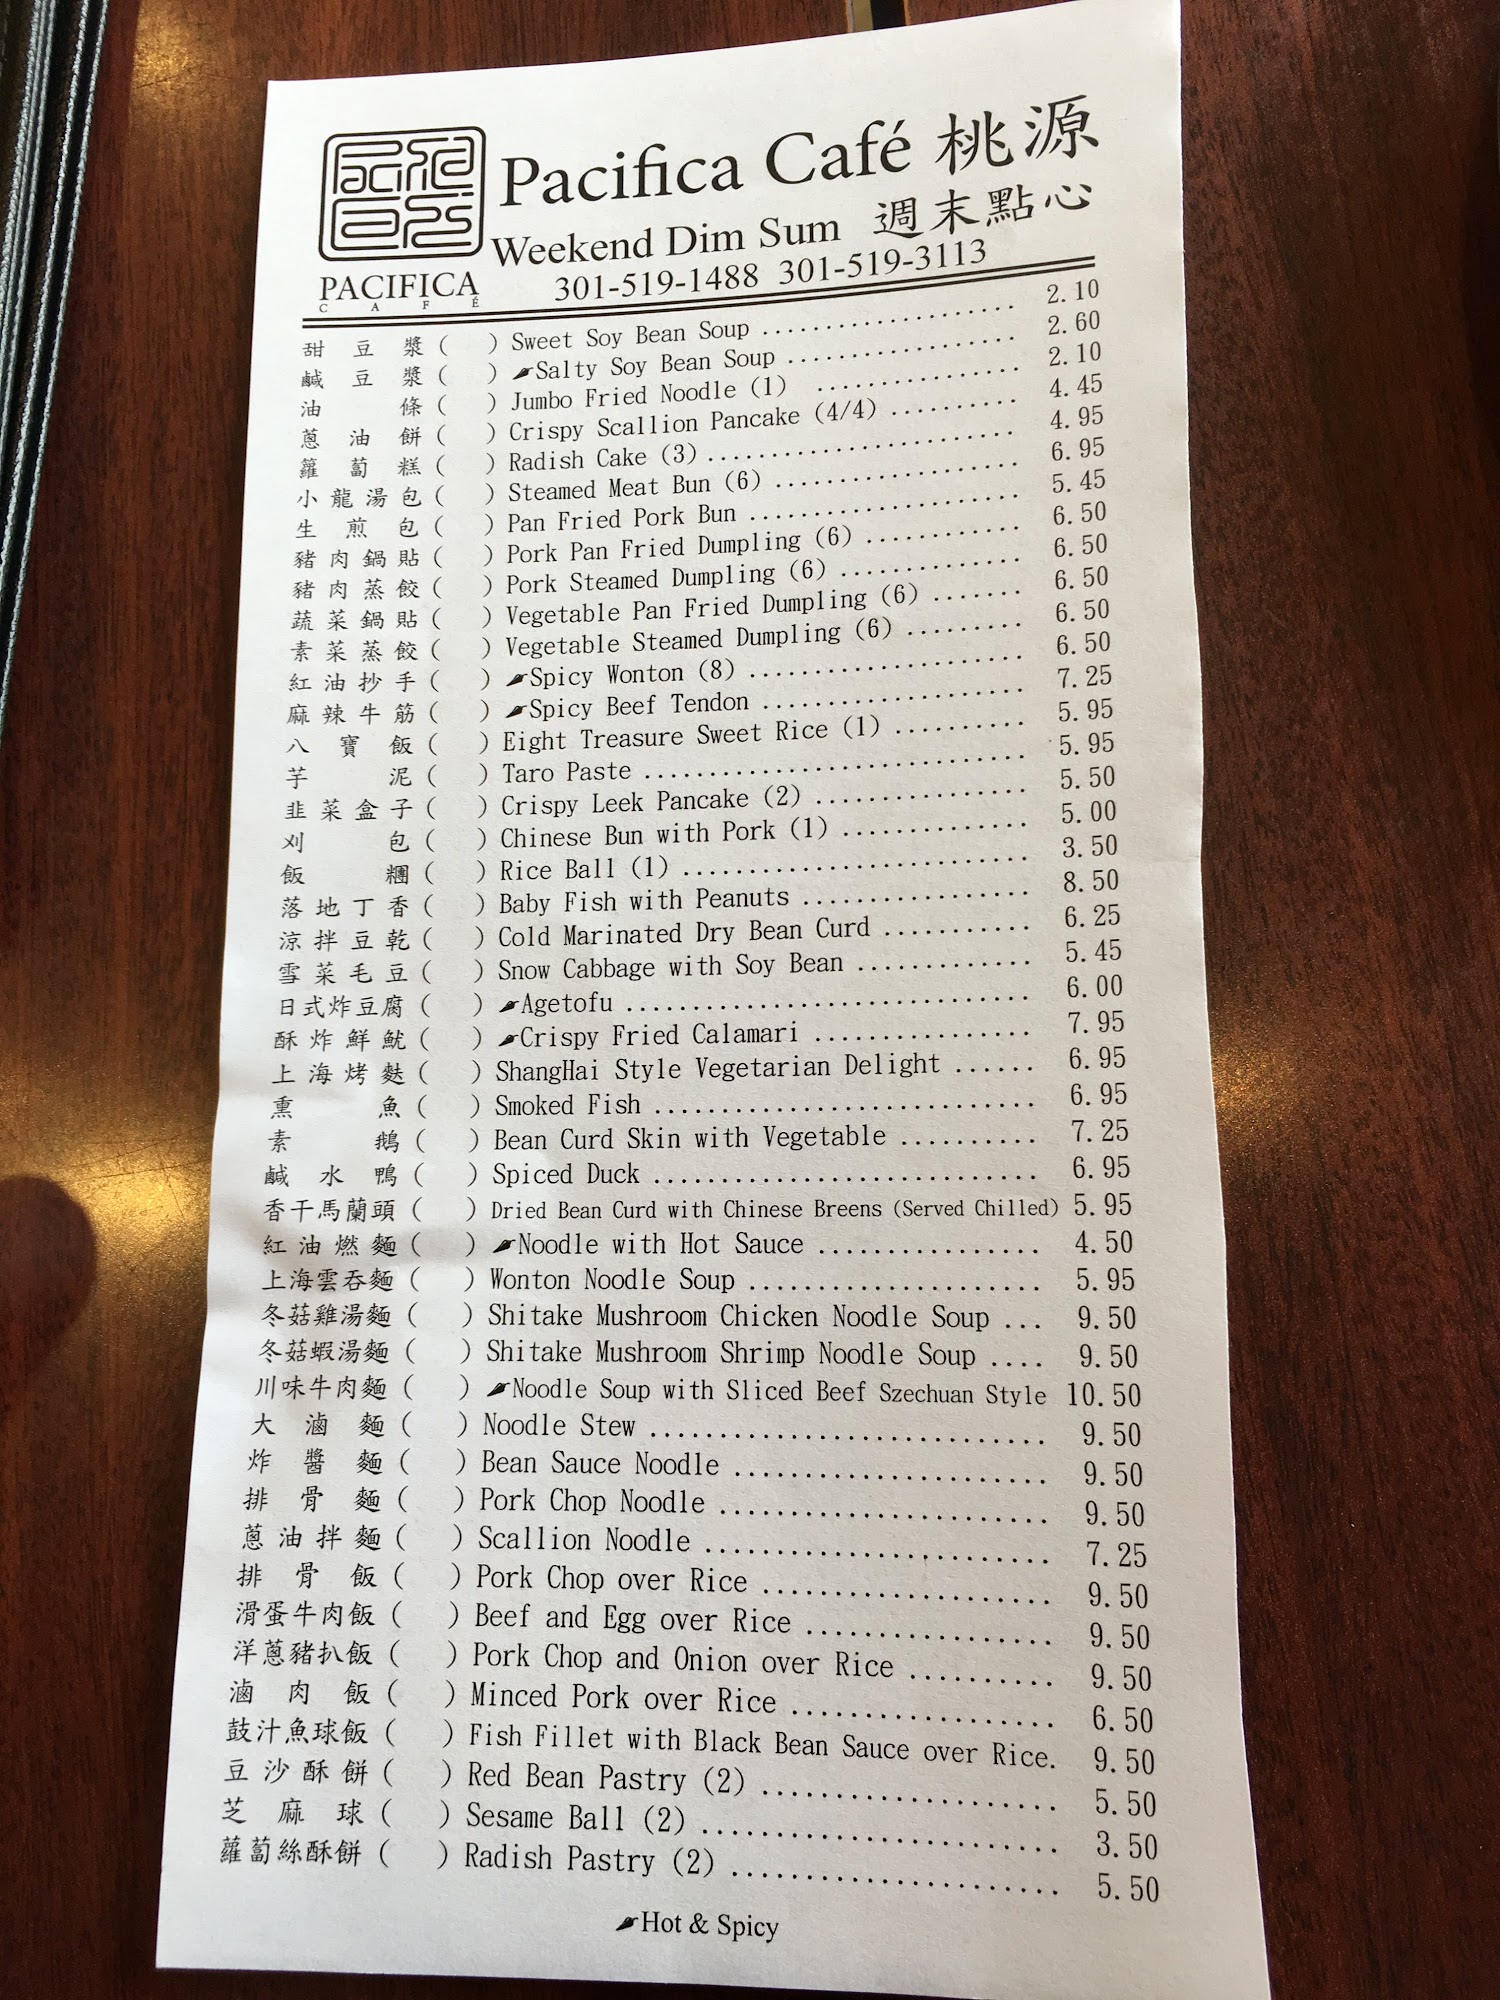 Pacifica Café 桃源
Weekend Dim Sum 週末點心
PACIFICA
CAFÉ
301-519-1488 301-519-3113
甜豆漿 ( ) Sweet Soy Bean Soup .................... 2.10
鹹豆漿 ( ) Salty Soy Bean Soup .................. 2.60
油條 ( ) Jumbo Fried Noodle (1) ................ 2.10
蔥油餅 ( ) Crispy Scallion Pancake (4/4) .......... 4.45
蘿蔔糕 ( ) Radish Cake (3) ........................ 4.95
小龍湯包 ( ) Steamed Meat Bun (6) ................... 6.95
生煎包 ( ) Pan Fried Pork Bun ..................... 5.45
豬肉鍋貼 ( ) Pork Pan Fried Dumpling (6) ............ 6.50
豬肉蒸餃 ( ) Pork Steamed Dumpling (6) .............. 6.50
蔬菜鍋貼 ( ) Vegetable Pan Fried Dumpling (6) ....... 6.50
素菜蒸餃 ( ) Vegetable Steamed Dumpling (6) ......... 6.50
紅油抄手 ( ) Spicy Wonton (8) ..................... 6.50
麻辣牛筋 ( ) Spicy Beef Tendon .................... 7.25
八寶飯 ( ) Eight Treasure Sweet Rice (1) .......... 5.95
芋泥 ( ) Taro Paste ............................. 5.95
韭菜盒子 ( ) Crispy Leek Pancake (2) ................ 5.50
刈包 ( ) Chinese Bun with Pork (1) .............. 5.00
飯糰 ( ) Rice Ball (1) .......................... 3.50
落地丁香 ( ) Baby Fish with Peanuts ................. 8.50
涼拌豆乾 ( ) Cold Marinated Dry Bean Curd ........... 6.25
雪菜毛豆 ( ) Snow Cabbage with Soy Bean ............. 5.45
日式炸豆腐 ( ) Agetofu .............................. 6.00
酥炸鮮魷 ( ) Crispy Fried Calamari ................ 7.95
上海烤麩 ( ) ShangHai Style Vegetarian Delight ...... 6.95
熏魚 ( ) Smoked Fish ............................ 6.95
素鵝 ( ) Bean Curd Skin with Vegetable .......... 7.25
鹹水鴨 ( ) Spiced Duck ............................ 6.95
香干馬蘭頭 ( ) Dried Bean Curd with Chinese Breens (Served Chilled) 5.95
紅油燃麵 ( ) Noodle with Hot Sauce ................ 4.50
上海雲吞麵 ( ) Wonton Noodle Soup ..................... 5.95
冬菇雞湯麵 ( ) Shitake Mushroom Chicken Noodle Soup ... 9.50
冬菇蝦湯麵 ( ) Shitake Mushroom Shrimp Noodle Soup .... 9.50
川味牛肉麵 ( ) Noodle Soup with Sliced Beef Szechuan Style 10.50
大滷麵 ( ) Noodle Stew ............................ 9.50
炸醬麵 ( ) Bean Sauce Noodle ...................... 9.50
排骨麵 ( ) Pork Chop Noodle ....................... 9.50
蔥油拌麵 ( ) Scallion Noodle ........................ 7.25
排骨飯 ( ) Pork Chop over Rice .................... 9.50
滑蛋牛肉飯 ( ) Beef and Egg over Rice ................. 9.50
洋蔥豬扒飯 ( ) Pork Chop and Onion over Rice .......... 9.50
滷肉飯 ( ) Minced Pork over Rice .................. 6.50
鼓汁魚球飯 ( ) Fish Fillet with Black Bean Sauce over Rice. 9.50
豆沙酥餅 ( ) Red Bean Pastry (2) .................... 5.50
芝麻球 ( ) Sesame Ball (2) ........................ 3.50
蘿蔔絲酥餅 ( ) Radish Pastry (2) ...................... 5.50
Hot & Spicy